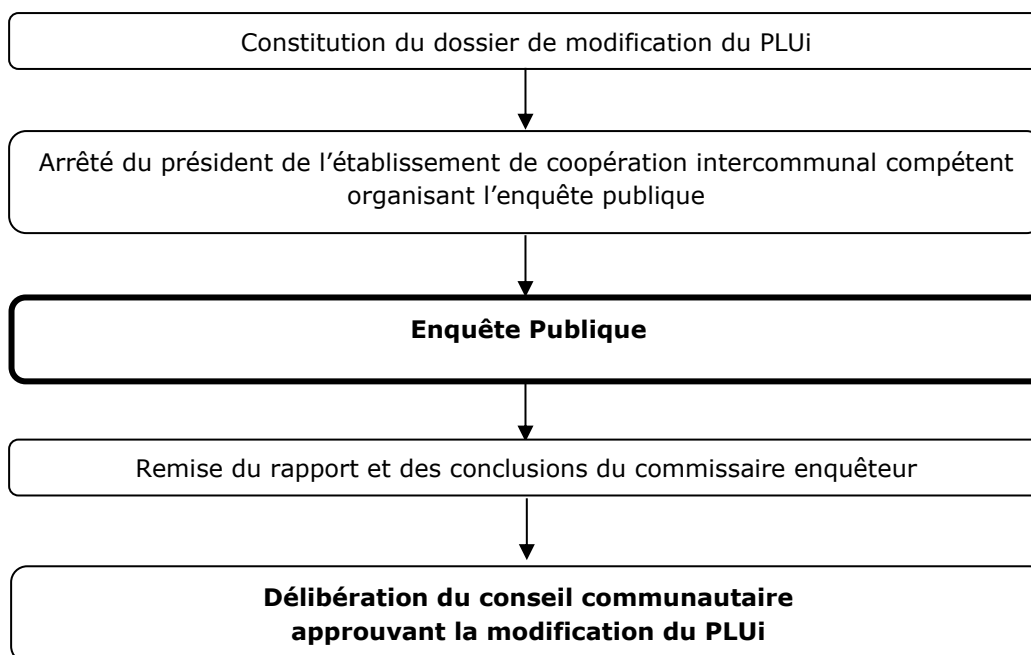 Constitution du dossier de modification du PLUi
Arrêté du président de l’établissement de coopération intercommunal compétent
organisant l’enquête publique
Enquête Publique
Remise du rapport et des conclusions du commissaire enquêteur
Délibération du conseil communautaire
approuvant la modification du PLUi